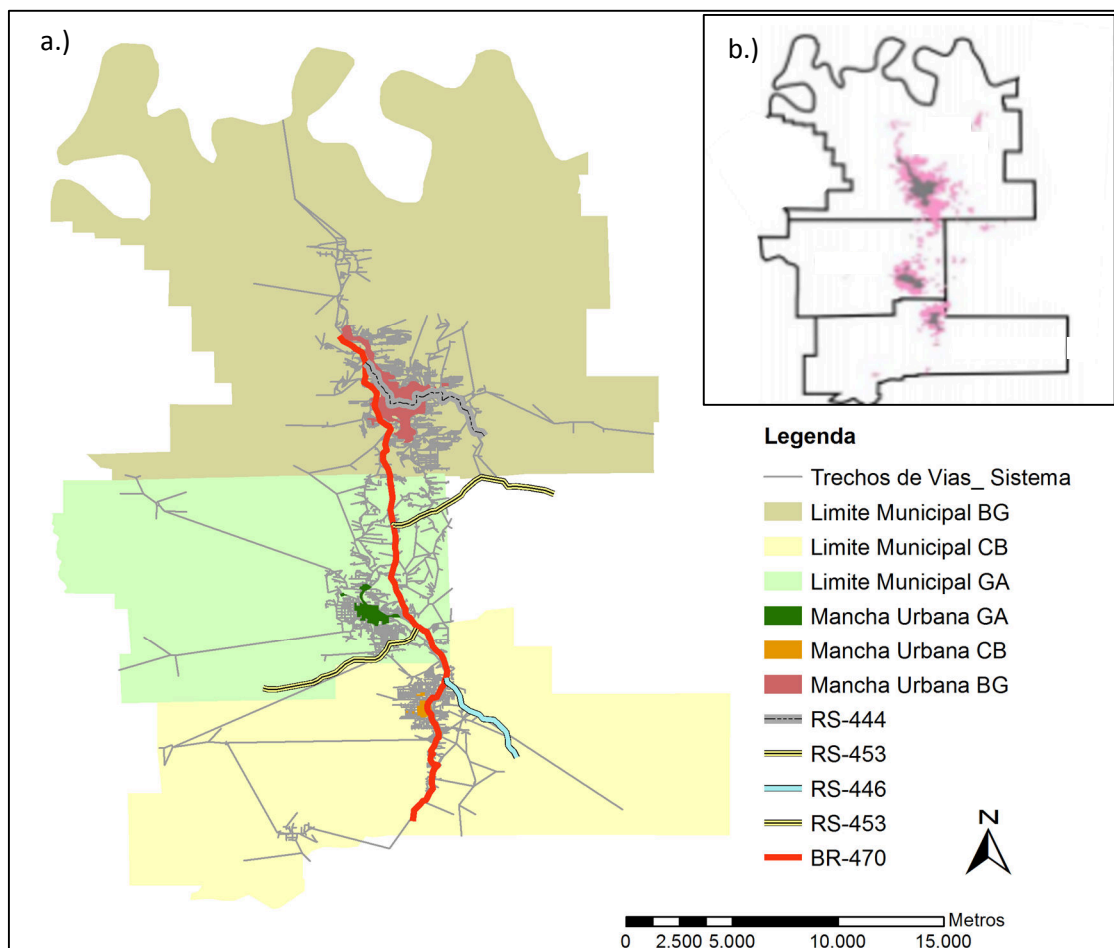 a.)
b.)
Legenda
Trechos de Vias_ Sistema
Limite Municipal BG
Limite Municipal CB
Limite Municipal GA
Mancha Urbana GA
Mancha Urbana CB
Mancha Urbana BG
RS-444
RS-453
RS-446
RS-453
BR-470
N
Metros
0 2.500 5.000 10.000 15.000